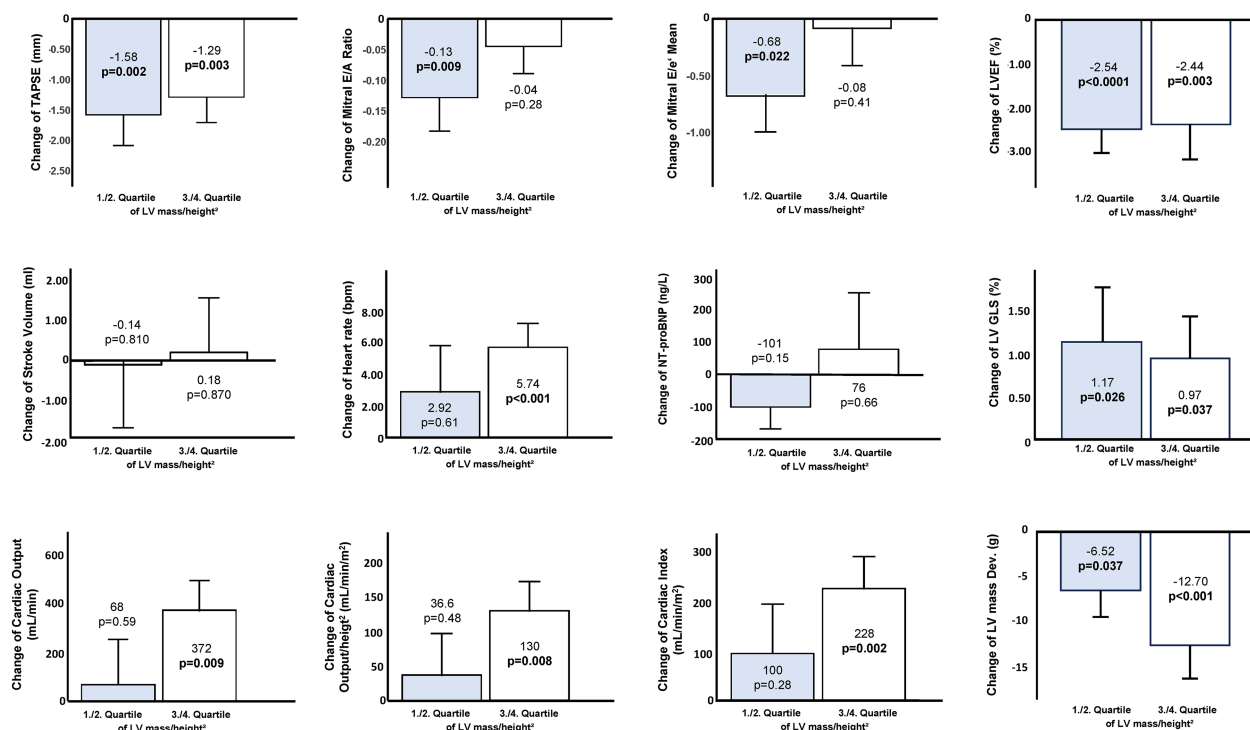 Change of TAPSE (mm)
0
-0.50
-1.00
-1.50
-2.00
-2.50
-1.58
p=0.002
-1.29
p=0.003
1./2. Quartile 3./4. Quartile
of LV mass/height²
Change of Mitral E/A Ratio
0
-0.05
-0.10
-0.15
-0.20
-0.13
p=0.009
-0.04
p=0.28
1./2. Quartile 3./4. Quartile
of LV mass/height²
Change of Mitral E/e' Mean
0
-0.50
-1.00
-0.68
p=0.022
-0.08
p=0.41
1./2. Quartile 3./4. Quartile
of LV mass/height²
Change of LVEF (%)
0
-1.00
-2.00
-3.00
-2.54
p<0.0001
-2.44
p=0.003
1./2. Quartile 3./4. Quartile
of LV mass/height²
Change of Stroke Volume (ml)
2.00
1.00
0
-1.00
-2.00
-0.14
p=0.810
0.18
p=0.870
1./2. Quartile 3./4. Quartile
of LV mass/height²
Change of Heart rate (bpm)
8.00
6.00
4.00
2.00
0
2.92
p=0.61
5.74
p<0.001
1./2. Quartile 3./4. Quartile
of LV mass/height²
Change of NT-proBNP (ng/L)
300
200
100
0
-100
-200
-101
p=0.15
76
p=0.66
1./2. Quartile 3./4. Quartile
of LV mass/height²
Change of LV GLS (%)
1.50
1.00
0.50
0
1.17
p=0.026
0.97
p=0.037
1./2. Quartile 3./4. Quartile
of LV mass/height²
Change of Cardiac Output
(mL/min)
600
400
200
0
68
p=0.59
372
p=0.009
1./2. Quartile 3./4. Quartile
of LV mass/height²
Change of Cardiac
Output/heigt² (mL/min/m²)
200
150
100
50
0
36.6
p=0.48
130
p=0.008
1./2. Quartile 3./4. Quartile
of LV mass/height²
Change of Cardiac Index
(mL/min/m²)
300
200
100
0
100
p=0.28
228
p=0.002
1./2. Quartile 3./4. Quartile
of LV mass/height²
Change of LV mass Dev. (g)
0
-5
-10
-15
-6.52
p=0.037
-12.70
p<0.001
1./2. Quartile 3./4. Quartile
of LV mass/height²